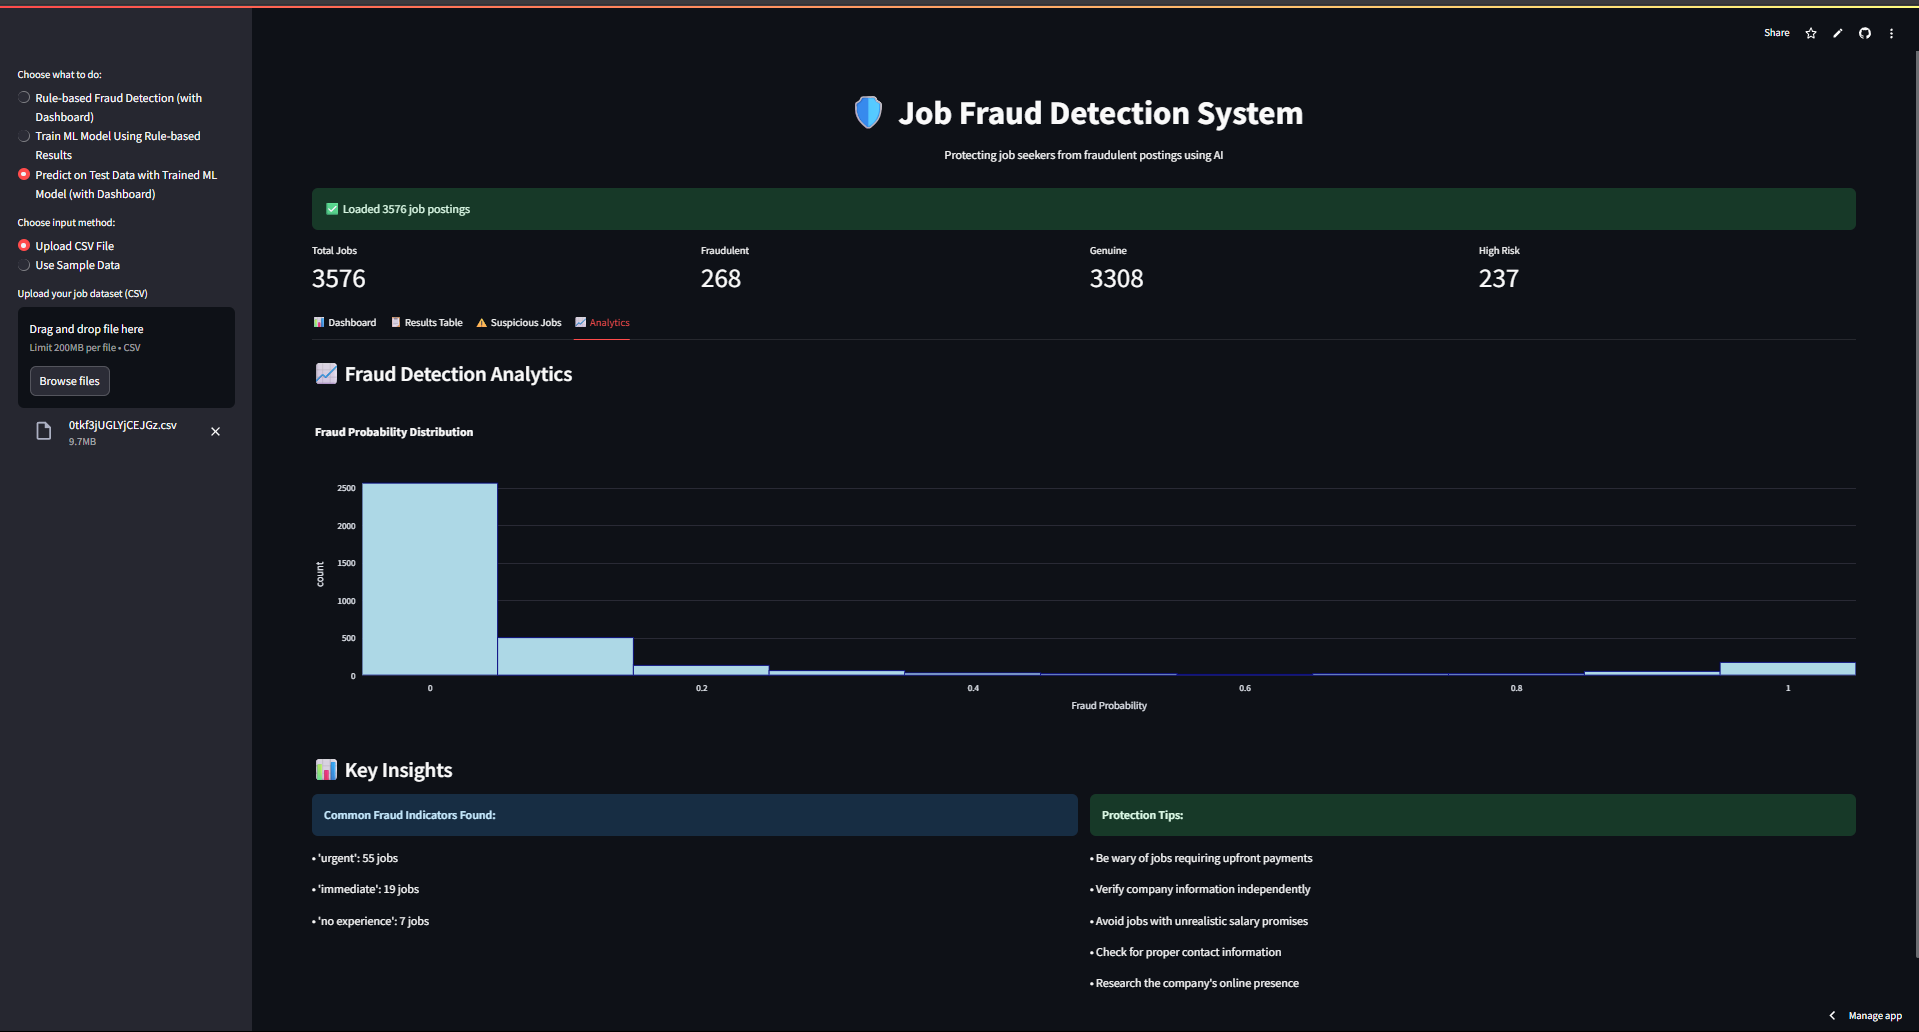 Share
Choose what to do:
Rule-based Fraud Detection (with
Dashboard)
Train ML Model Using Rule-based
Results
Predict on Test Data with Trained ML
Model (with Dashboard)
Choose input method:
Upload CSV File
Use Sample Data
Upload your job dataset (CSV)
Drag and drop file here
Limit 200MB per file • CSV
Browse files
0tkf3jUGLYjCEJGz.csv
9.7MB
Job Fraud Detection System
Protecting job seekers from fraudulent postings using AI
Loaded 3576 job postings
Total Jobs
3576
Fraudulent
268
Genuine
3308
High Risk
237
Dashboard
Results Table
Suspicious Jobs
Analytics
Fraud Detection Analytics
Fraud Probability Distribution
2500
2000
1500
1000
500
0
count
0 0.2 0.4 0.6 0.8 1
Fraud Probability
Key Insights
Common Fraud Indicators Found:
• 'urgent': 55 jobs
• 'immediate': 19 jobs
• 'no experience': 7 jobs
Protection Tips:
• Be wary of jobs requiring upfront payments
• Verify company information independently
• Avoid jobs with unrealistic salary promises
• Check for proper contact information
• Research the company's online presence
Manage app